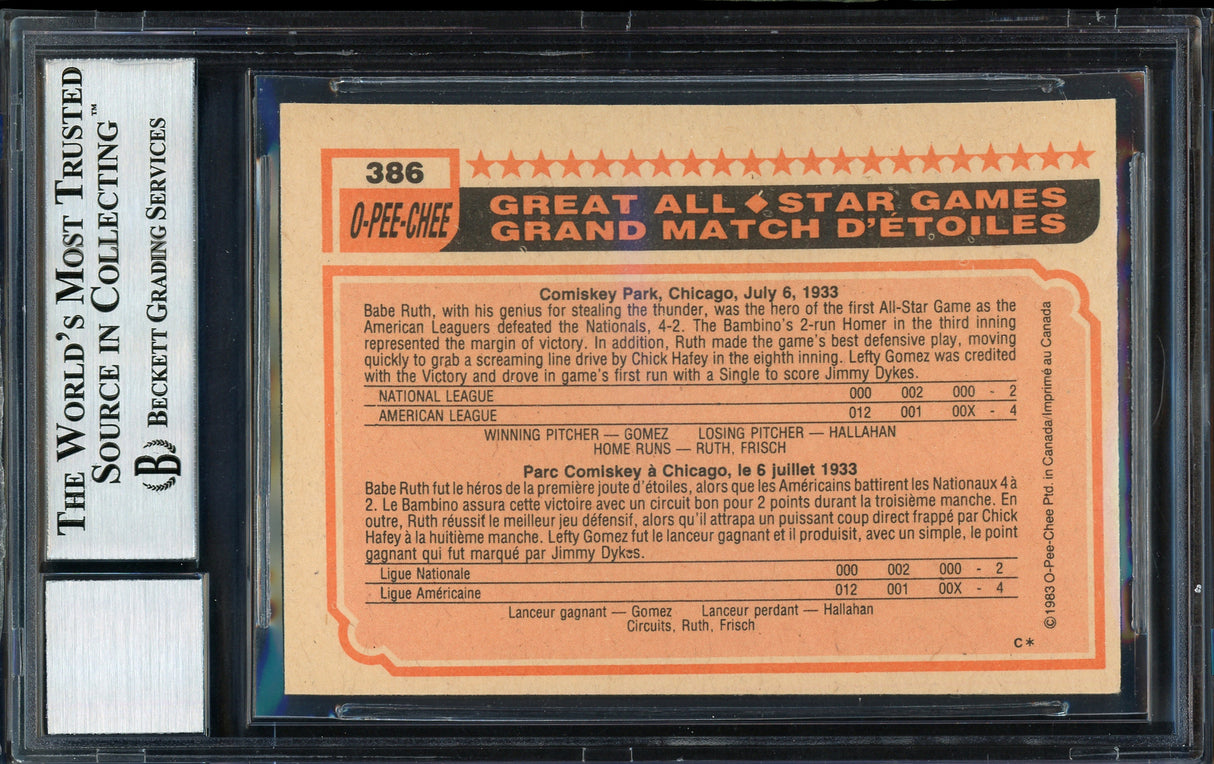 THE WORLD'S MOST TRUSTED
SOURCE IN COLLECTING™
B BECKETT GRADING SERVICES
386
O-PEE-CHEE
GREAT ALL♦STAR GAMES
GRAND MATCH D'ÉTOILES
Comiskey Park, Chicago, July 6, 1933
Babe Ruth, with his genius for stealing the thunder, was the hero of the first All-Star Game as the
American Leaguers defeated the Nationals, 4-2. The Bambino's 2-run Homer in the third inning
represented the margin of victory. In addition, Ruth made the game's best defensive play, moving
quickly to grab a screaming line drive by Chick Hafey in the eighth inning. Lefty Gomez was credited
with the Victory and drove in game's first run with a Single to score Jimmy Dykes.
NATIONAL LEAGUE 000 002 000 - 2
AMERICAN LEAGUE 012 001 00X - 4
WINNING PITCHER — GOMEZ LOSING PITCHER — HALLAHAN
HOME RUNS — RUTH, FRISCH
Parc Comiskey à Chicago, le 6 juillet 1933
Babe Ruth fut le héros de la première joute d'étoiles, alors que les Américains battirent les Nationaux 4 à
2. Le Bambino assura cette victoire avec un circuit bon pour 2 points durant la troisième manche. En
outre, Ruth réussit le meilleur jeu défensif, alors qu'il attrapa un puissant coup direct frappé par Chick
Hafey à la huitième manche. Lefty Gomez fut le lanceur gagnant et il produisit, avec un simple, le point
gagnant qui fut marqué par Jimmy Dykes.
Ligue Nationale 000 002 000 - 2
Ligue Américaine 012 001 00X - 4
Lanceur gagnant — Gomez Lanceur perdant — Hallahan
Circuits, Ruth, Frisch
C*
© 1983 O-Pee-Chee Ptd. in Canada/Imprimé au Canada